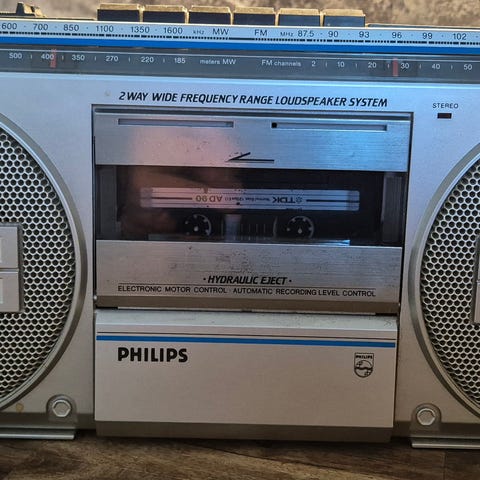 600 700 800 1000 1350 1600 kHz MW FM MHz 87.5 90 93 96 99 102
500 400 350 270 220 185 meters MW FM channels 2 10 20 30 40 50
2 WAY WIDE FREQUENCY RANGE LOUDSPEAKER SYSTEM
STEREO
TDK AD 90
· HYDRAULIC EJECT ·
ELECTRONIC MOTOR CONTROL · AUTOMATIC RECORDING LEVEL CONTROL
PHILIPS
PHILIPS